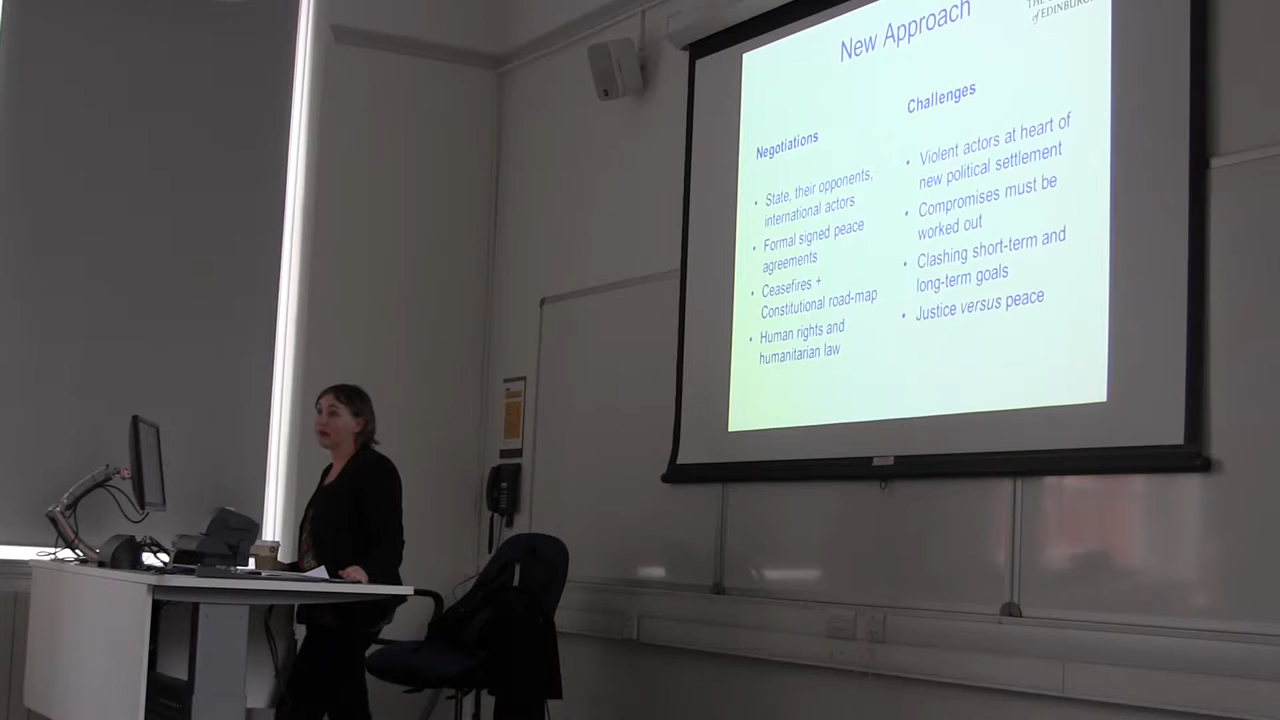 New Approach
of EDINBURGH
Negotiations
• State, their opponents,
international actors
• Formal signed peace
agreements
• Ceasefires +
Constitutional road-map
• Human rights and
humanitarian law
Challenges
• Violent actors at heart of
new political settlement
• Compromises must be
worked out
• Clashing short-term and
long-term goals
• Justice versus peace